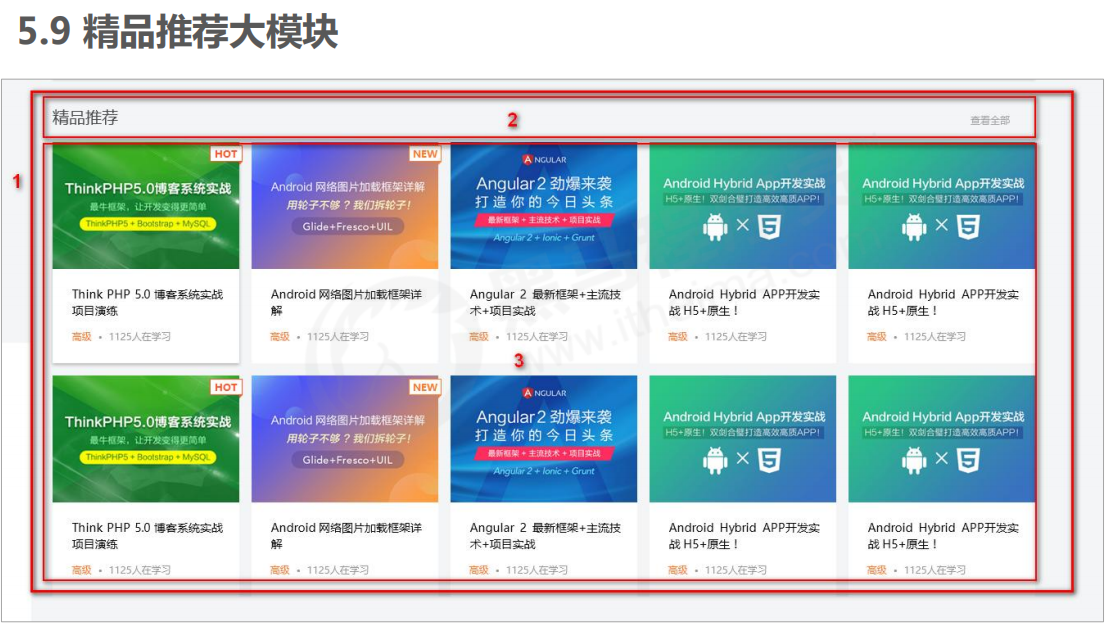 5.9 精品推荐大模块
精品推荐
2
查看全部
1
HOT
ThinkPHP5.0博客系统实战
最牛框架，让开发变得更简单
ThinkPHP5 + Bootstrap + MySQL
NEW
Android 网络图片加载框架详解
用轮子不够？我们拆轮子！
Glide+Fresco+UIL
ANGULAR
Angular2 劲爆来袭
打造你的今日头条
最新框架 + 主流技术 + 项目实战
Angular 2 + Ionic + Grunt
Android Hybrid App开发实战
H5+原生！双剑合璧打造高效高质APP！
Android Hybrid App开发实战
H5+原生！双剑合璧打造高效高质APP！
Think PHP 5.0 博客系统实战
项目演练
高级 • 1125人在学习
Android 网络图片加载框架详
解
高级 • 1125人在学习
Angular 2 最新框架+主流技
术+项目实战
高级 • 1125人在学习
Android Hybrid APP开发实
战 H5+原生！
高级 • 1125人在学习
Android Hybrid APP开发实
战 H5+原生！
高级 • 1125人在学习
3
HOT
ThinkPHP5.0博客系统实战
最牛框架，让开发变得更简单
ThinkPHP5 + Bootstrap + MySQL
NEW
Android 网络图片加载框架详解
用轮子不够？我们拆轮子！
Glide+Fresco+UIL
ANGULAR
Angular2 劲爆来袭
打造你的今日头条
最新框架 + 主流技术 + 项目实战
Angular 2 + Ionic + Grunt
Android Hybrid App开发实战
H5+原生！双剑合璧打造高效高质APP！
Android Hybrid App开发实战
H5+原生！双剑合璧打造高效高质APP！
Think PHP 5.0 博客系统实战
项目演练
高级 • 1125人在学习
Android 网络图片加载框架详
解
高级 • 1125人在学习
Angular 2 最新框架+主流技
术+项目实战
高级 • 1125人在学习
Android Hybrid APP开发实
战 H5+原生！
高级 • 1125人在学习
Android Hybrid APP开发实
战 H5+原生！
高级 • 1125人在学习